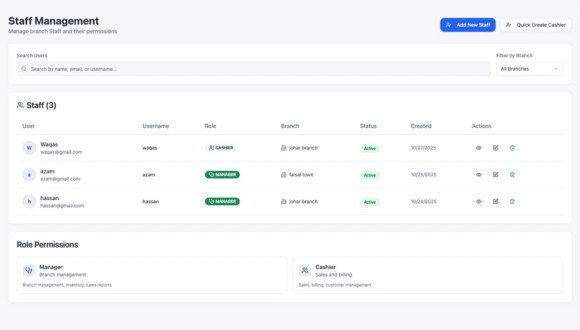 Staff Management
Manage branch Staff and their permissions
Add New Staff
Quick Create Cashier
Search Users
Search by name, email, or username...
Filter by Branch
All Branches
Staff (3)
User Username Role Branch Status Created Actions
W Waqas waqas CASHIER johar branch Active 10/27/2025
waqas@gmail.com
a azam azam MANAGER faisal town Active 10/25/2025
azam@gmail.com
h hassan hassan MANAGER johar branch Active 10/24/2025
hassan@gmail.com
Role Permissions
Manager
Branch management
Branch management, inventory, sales reports
Cashier
Sales and billing
Sales, billing, customer management